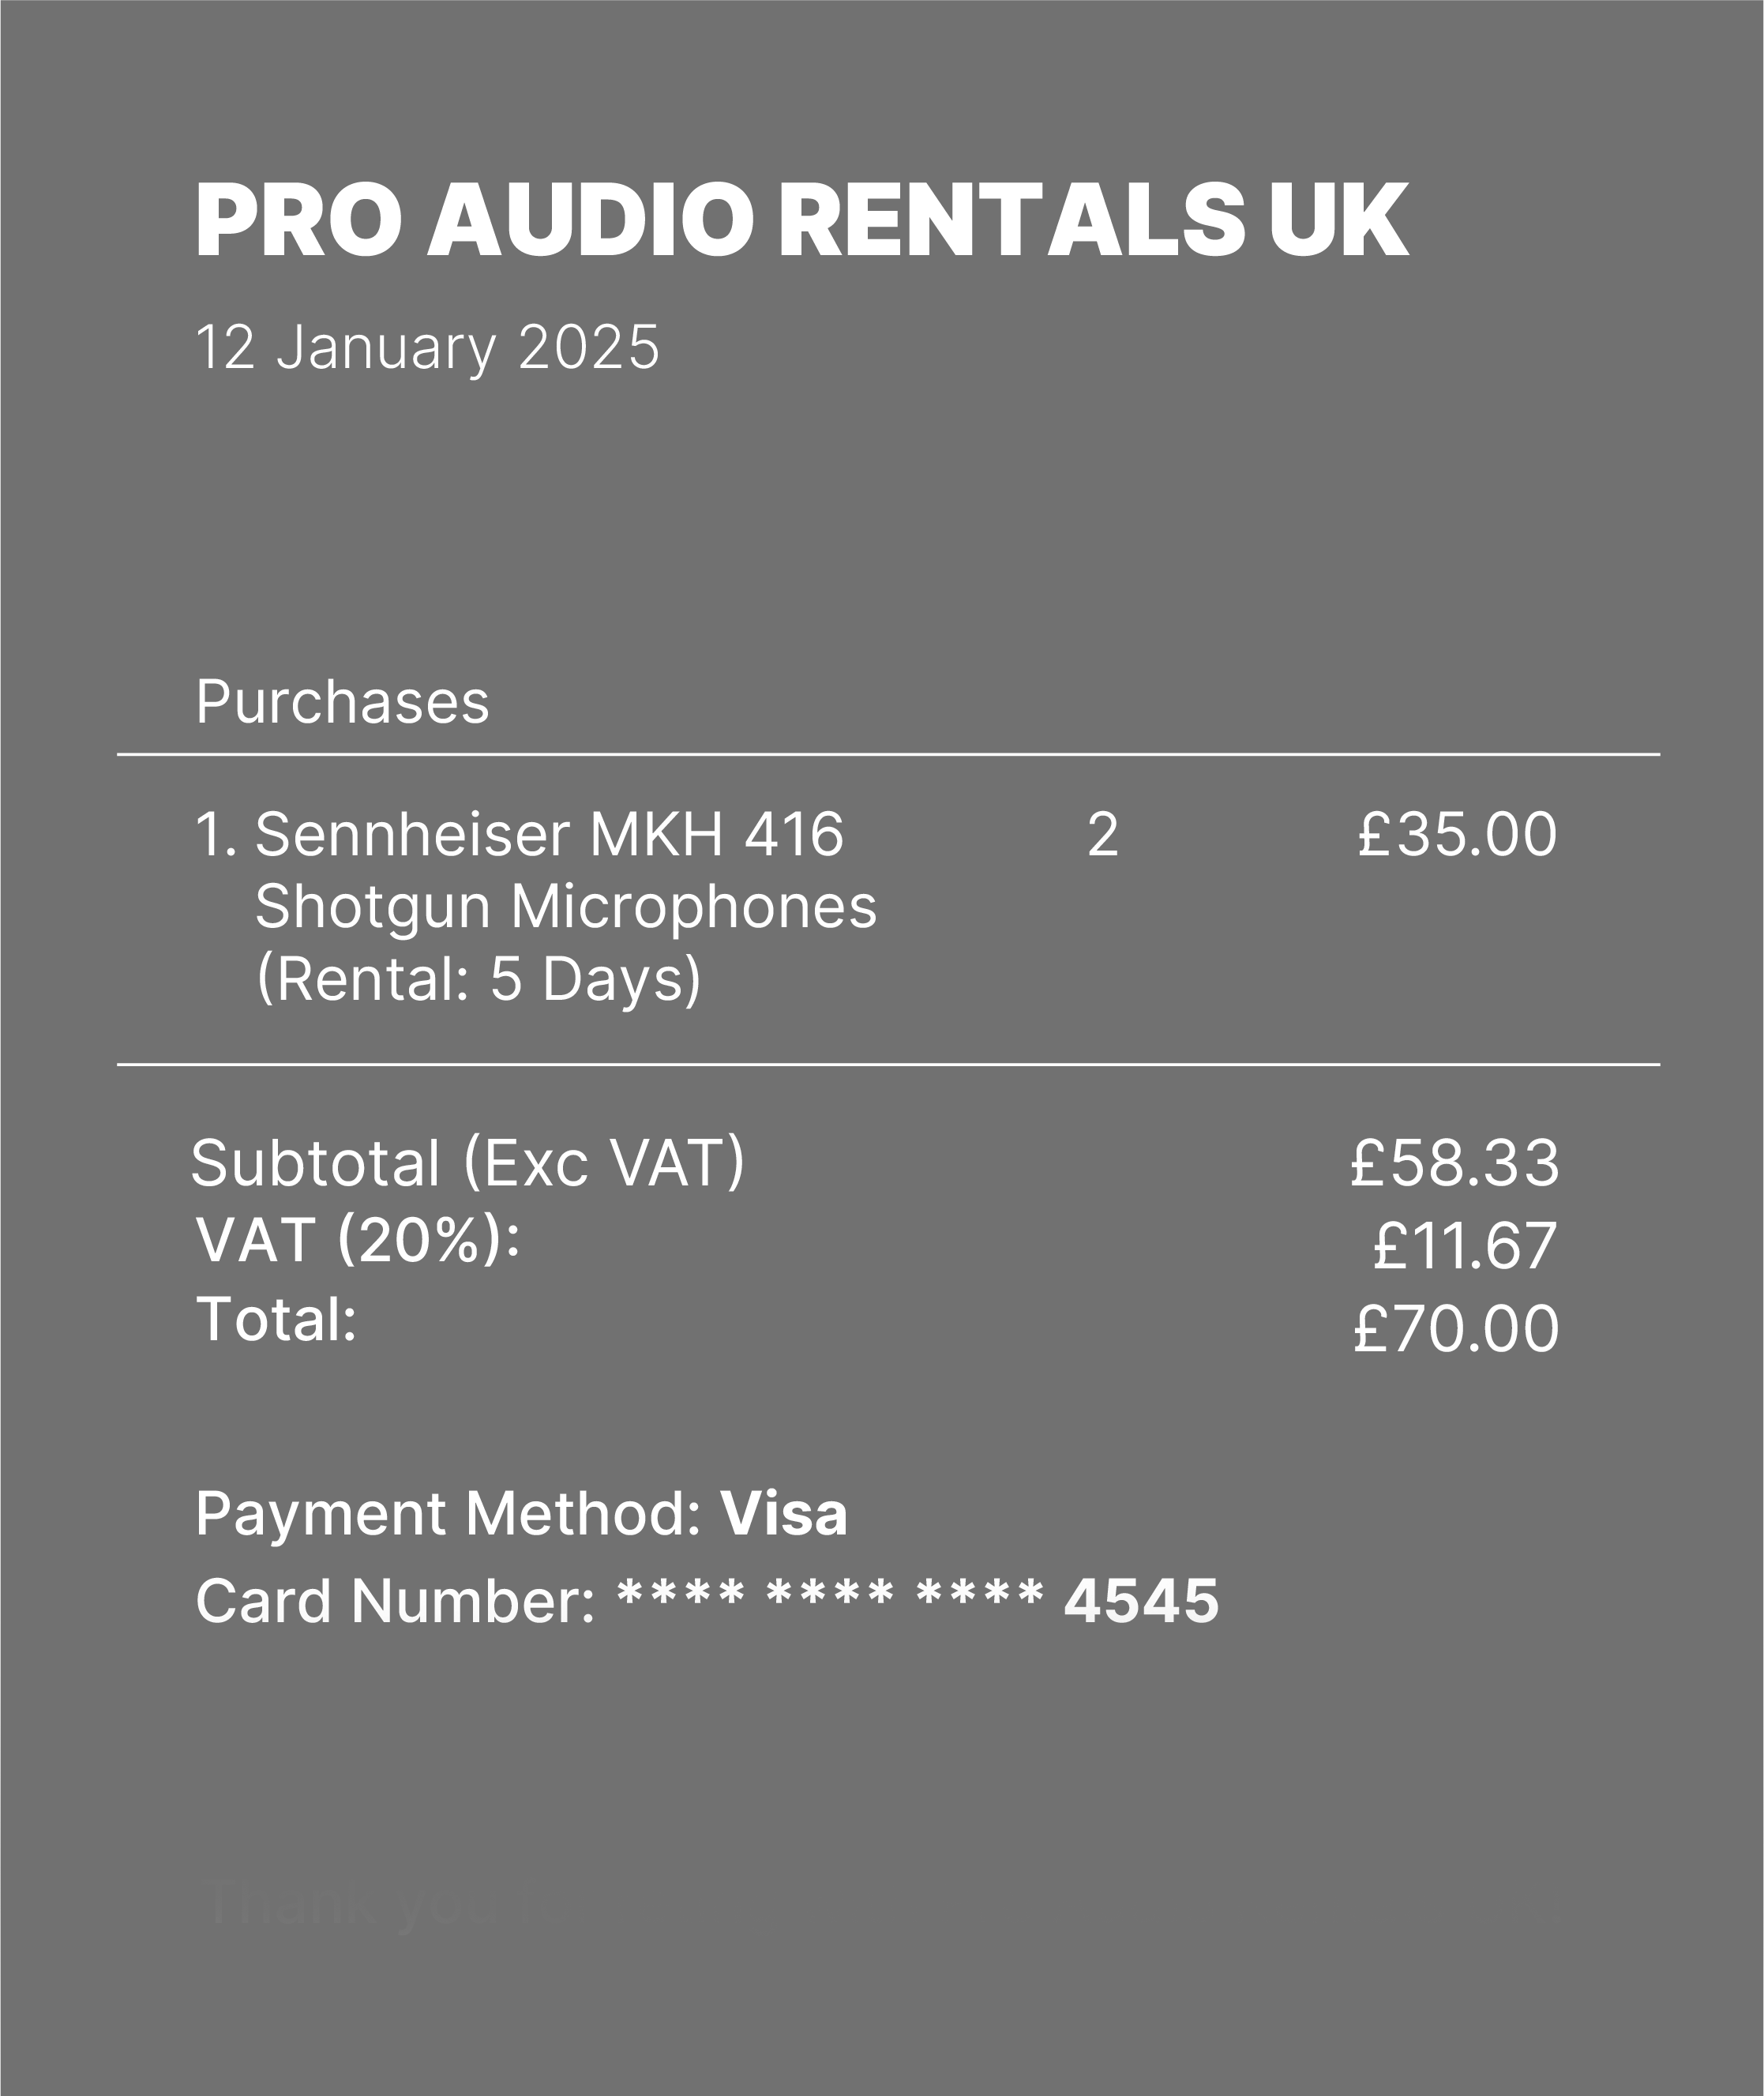 PRO AUDIO RENTALS UK
12 January 2025
Purchases
1. Sennheiser MKH 416 2 £35.00
Shotgun Microphones
(Rental: 5 Days)
Subtotal (Exc VAT) £58.33
VAT (20%): £11.67
Total: £70.00
Payment Method: Visa
Card Number: **** **** **** 4545
Thank you